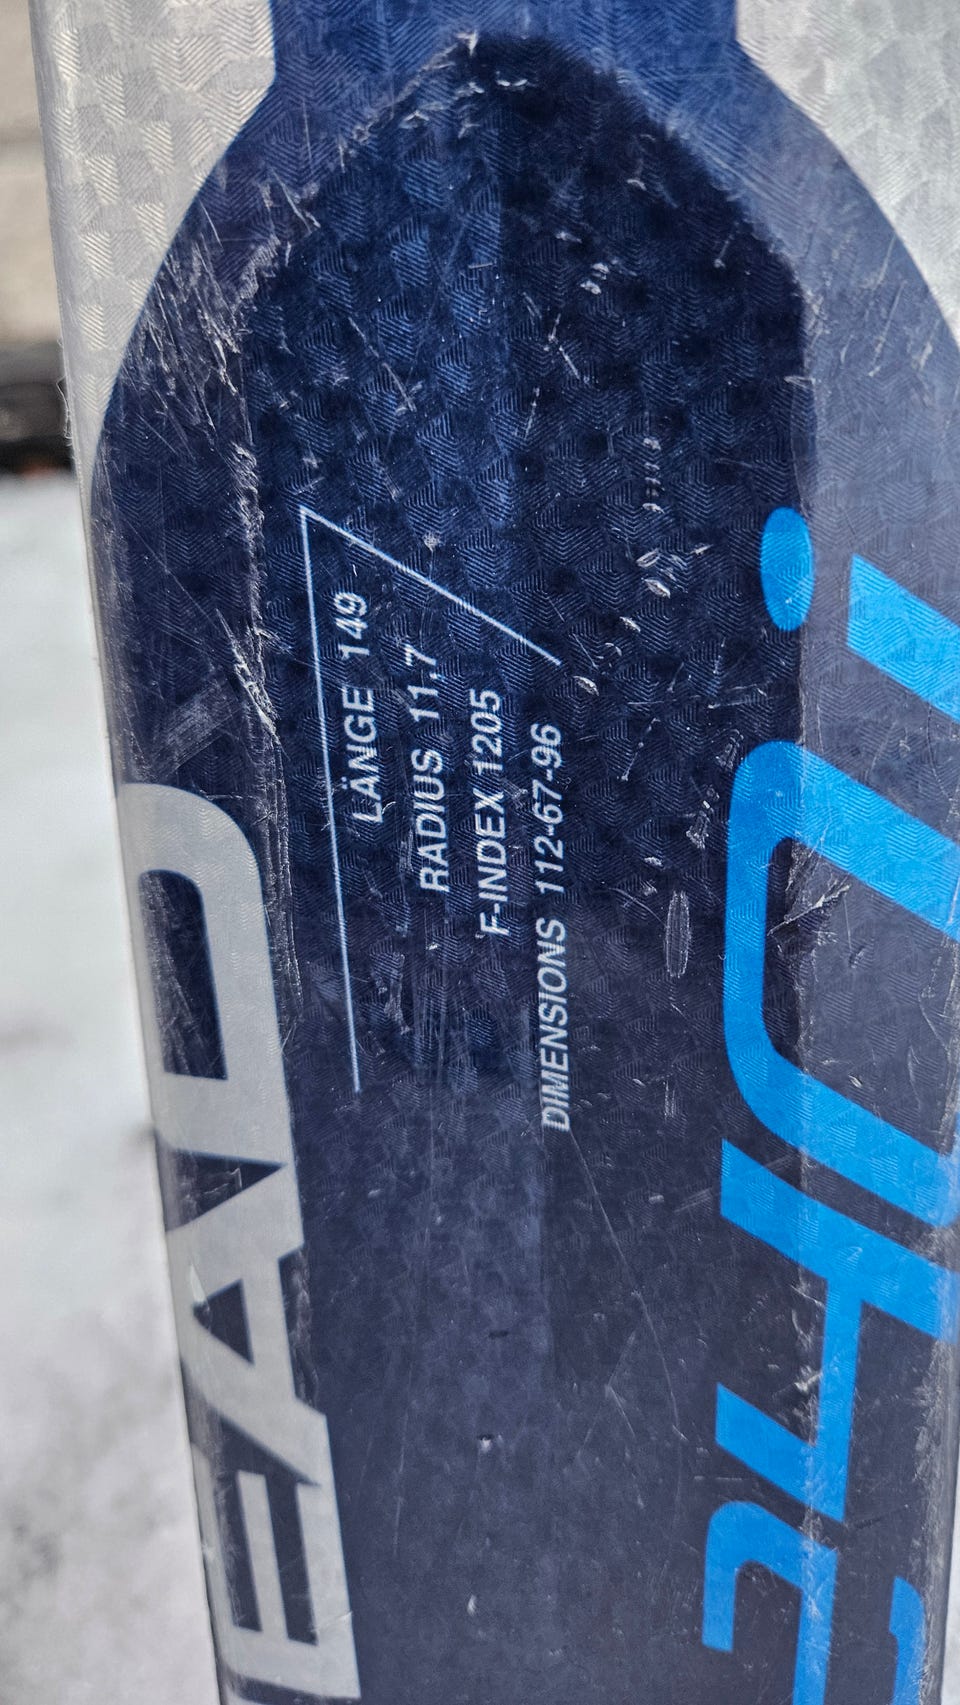 LÄNGE 149
RADIUS 11.7
F-INDEX 1205
DIMENSIONS 112-67-96
HEAD